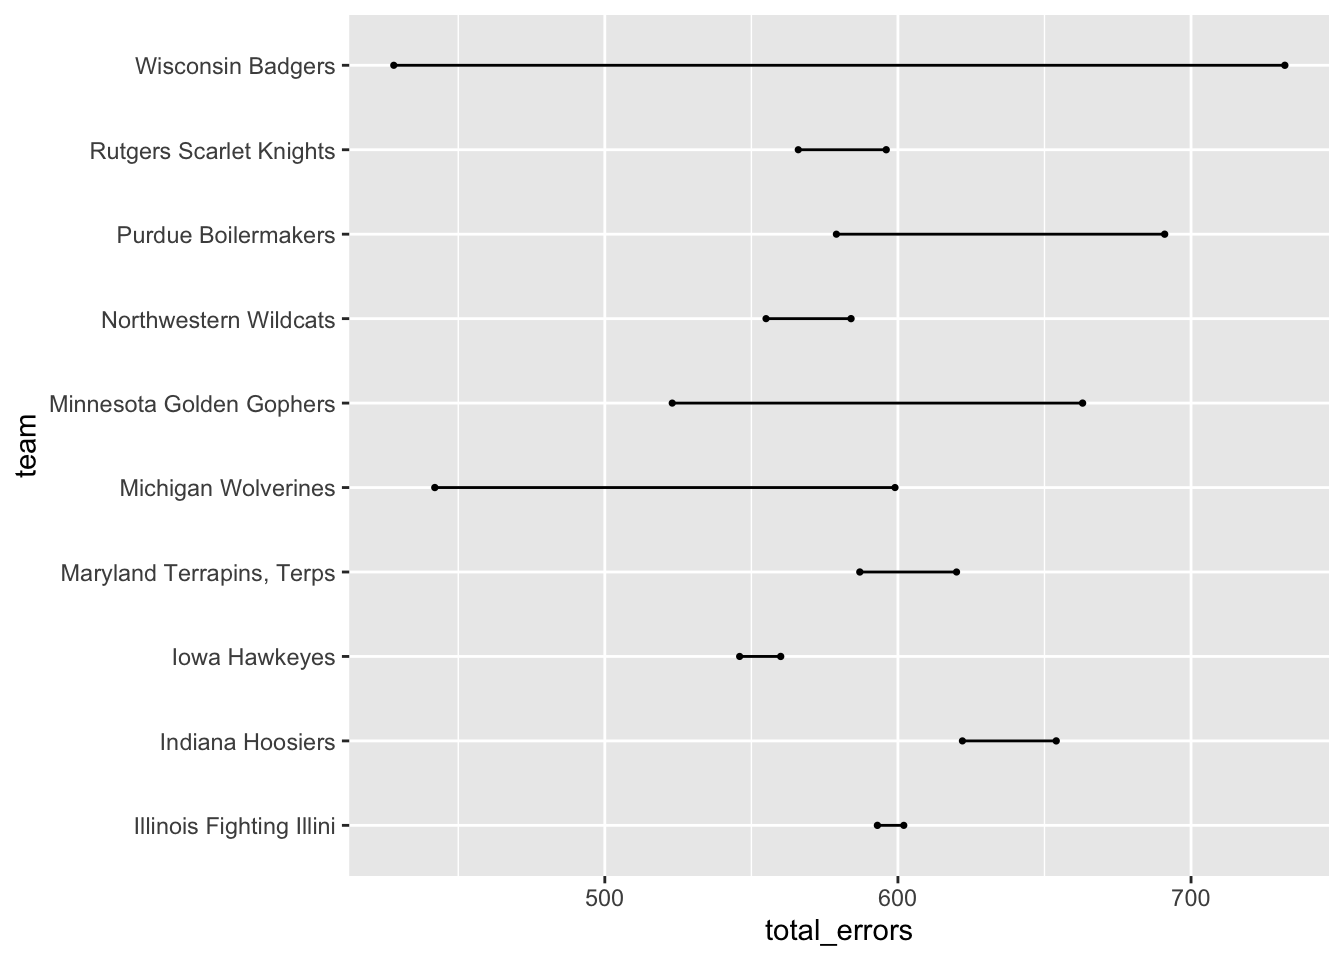 Wisconsin Badgers
Rutgers Scarlet Knights
Purdue Boilermakers
Northwestern Wildcats
Minnesota Golden Gophers
Michigan Wolverines
Maryland Terrapins, Terps
Iowa Hawkeyes
Indiana Hoosiers
Illinois Fighting Illini
team
500 600 700
total_errors